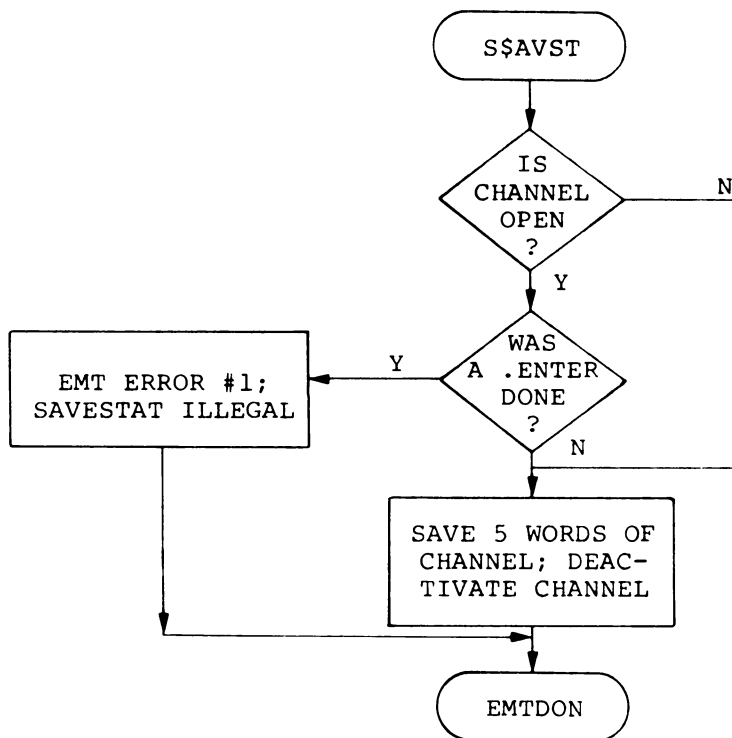 S$AVST
IS
CHANNEL
OPEN
?
N
Y
WAS
A .ENTER
DONE
?
Y
EMT ERROR #1;
SAVESTAT ILLEGAL
N
SAVE 5 WORDS OF
CHANNEL; DEAC-
TIVATE CHANNEL
EMTDON